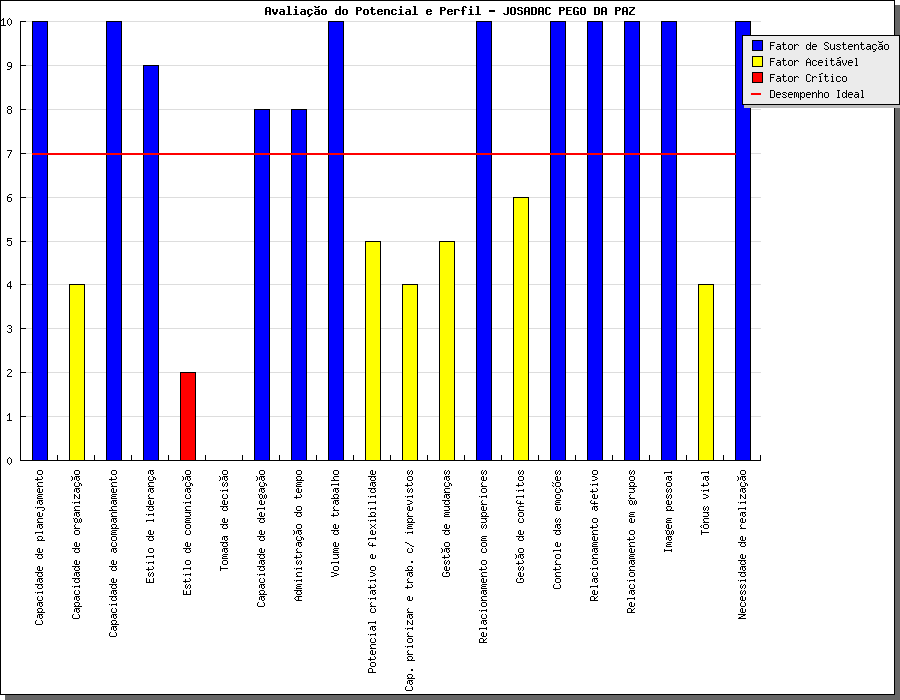 Avaliação do Potencial e Perfil - JOSADAC PEGO DA PAZ
10
9
8
7
6
5
4
3
2
1
0
Fator de Sustentação
Fator Aceitável
Fator Crítico
Desempenho Ideal
Capacidade de planejamento
Capacidade de organização
Capacidade de acompanhamento
Estilo de liderança
Estilo de comunicação
Tomada de decisão
Capacidade de delegação
Administração do tempo
Volume de trabalho
Potencial criativo e flexibilidade
Cap. priorizar e trab. c/ imprevistos
Gestão de mudanças
Relacionamento com superiores
Gestão de conflitos
Controle das emoções
Relacionamento afetivo
Relacionamento em grupos
Imagem pessoal
Tônus vital
Necessidade de realização